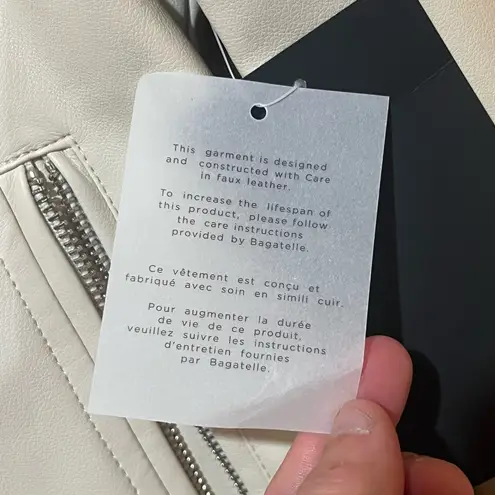 This garment is designed
and constructed with Care
in faux leather.
To increase the lifespan of
this product, please follow
the care instructions
provided by Bagatelle.
Ce vêtement est conçu et
fabriqué avec soin en simili cuir.
Pour augmenter la durée
de vie de ce produit,
veuillez suivre les instructions
d'entretien fournies
par Bagatelle.